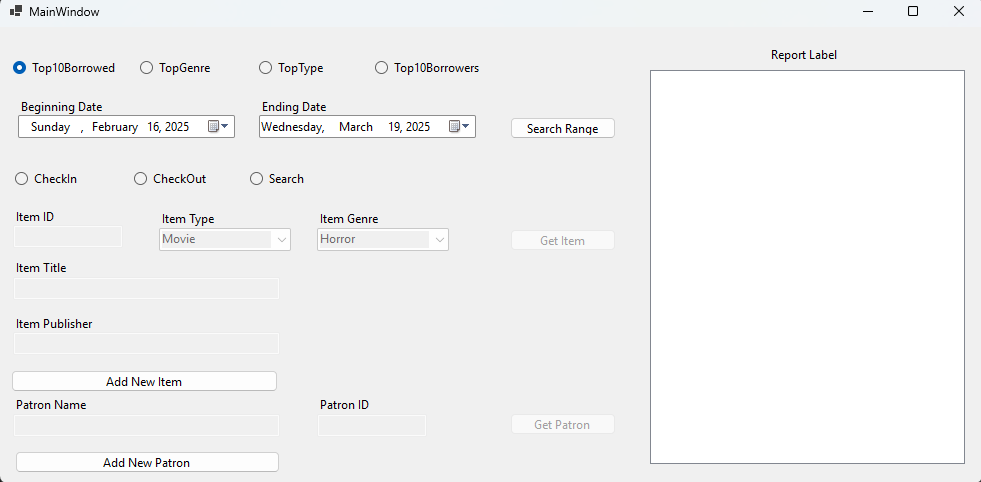 MainWindow
Report Label
Top10Borrowed TopGenre TopType Top10Borrowers
Beginning Date Ending Date
Sunday , February 16, 2025 Wednesday, March 19, 2025 Search Range
CheckIn CheckOut Search
Item ID Item Type Item Genre
Movie Horror Get Item
Item Title
Item Publisher
Add New Item
Patron Name Patron ID
Get Patron
Add New Patron